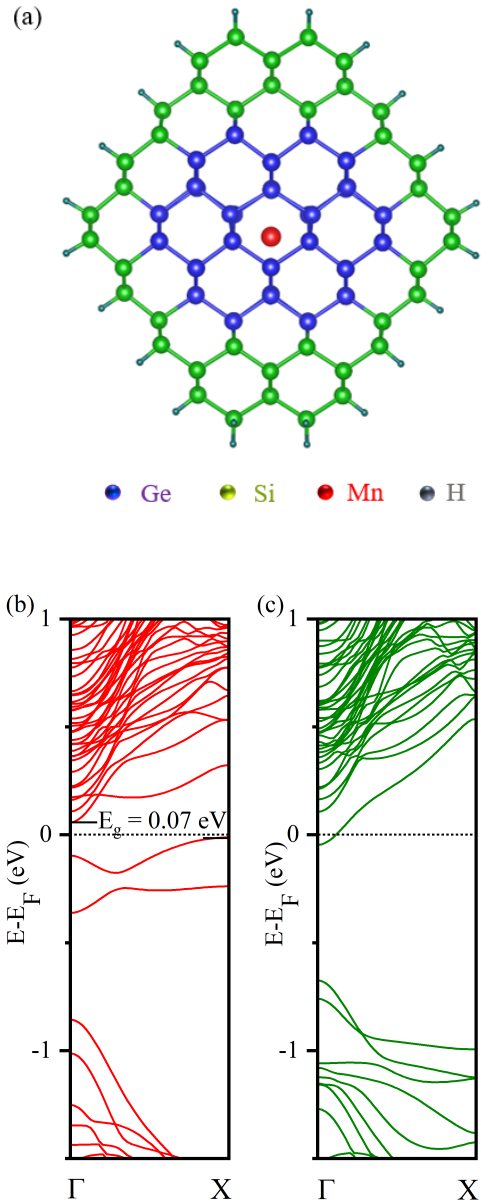 (a)
Ge Si Mn H
(b) (c)
1 1
E_g = 0.07 eV
0 0
E-E_F (eV) E-E_F (eV)
-1 -1
Γ X Γ X